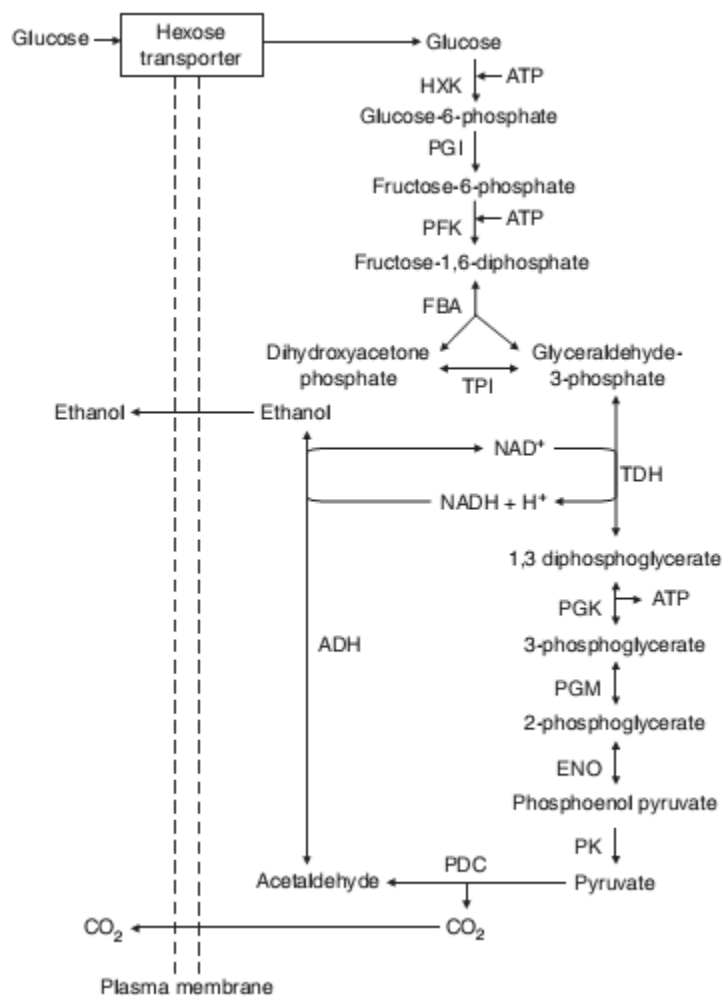 Glucose
Hexose
transporter
Glucose
HXK
ATP
Glucose-6-phosphate
PGI
Fructose-6-phosphate
PFK
ATP
Fructose-1,6-diphosphate
FBA
Dihydroxyacetone
phosphate
TPI
Glyceraldehyde-
3-phosphate
Ethanol
Ethanol
NAD⁺
TDH
NADH + H⁺
1,3 diphosphoglycerate
PGK
ATP
ADH
3-phosphoglycerate
PGM
2-phosphoglycerate
ENO
Phosphoenol pyruvate
PK
Acetaldehyde
PDC
Pyruvate
CO₂
CO₂
Plasma membrane